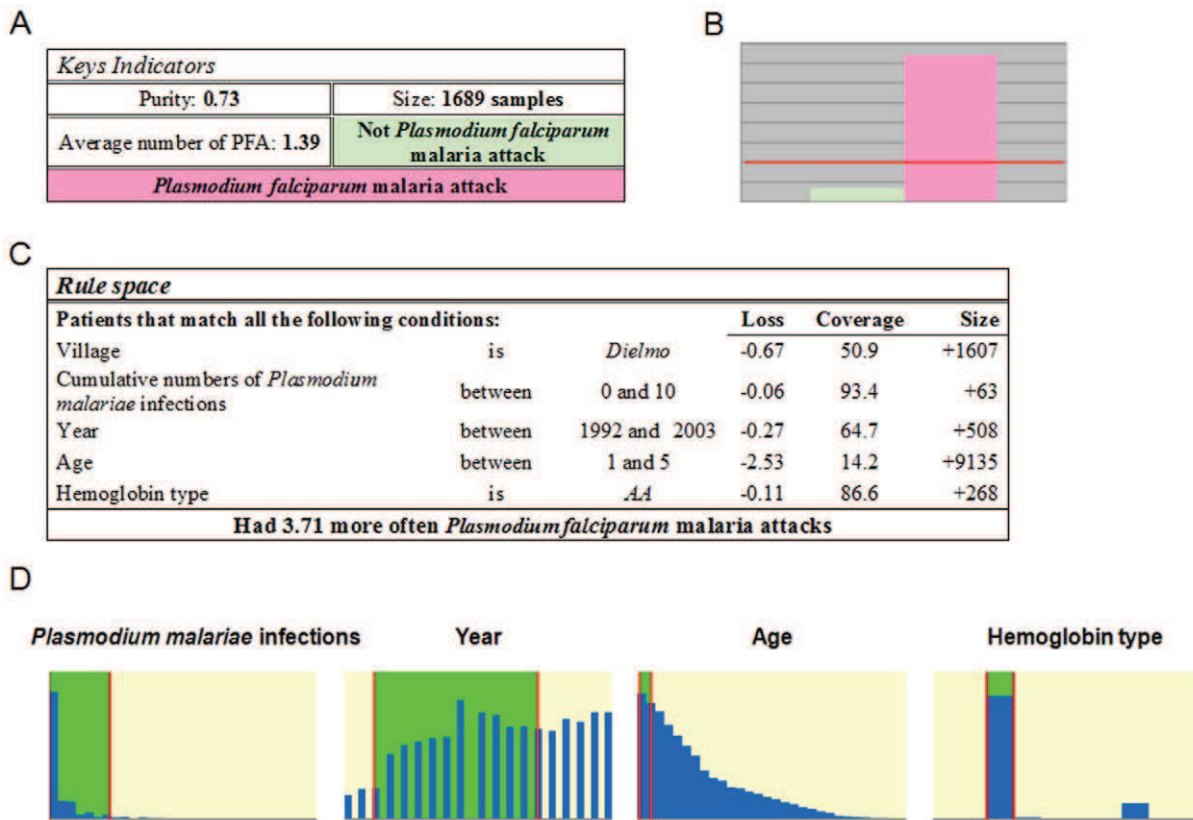 A
B
Keys Indicators
Purity: 0.73
Size: 1689 samples
Average number of PFA: 1.39
Not Plasmodium falciparum
malaria attack
Plasmodium falciparum malaria attack
C
Rule space
Patients that match all the following conditions: Loss Coverage Size
Village is Dielmo -0.67 50.9 +1607
Cumulative numbers of Plasmodium
malariae infections between 0 and 10 -0.06 93.4 +63
Year between 1992 and 2003 -0.27 64.7 +508
Age between 1 and 5 -2.53 14.2 +9135
Hemoglobin type is AA -0.11 86.6 +268
Had 3.71 more often Plasmodium falciparum malaria attacks
D
Plasmodium malariae infections Year Age Hemoglobin type